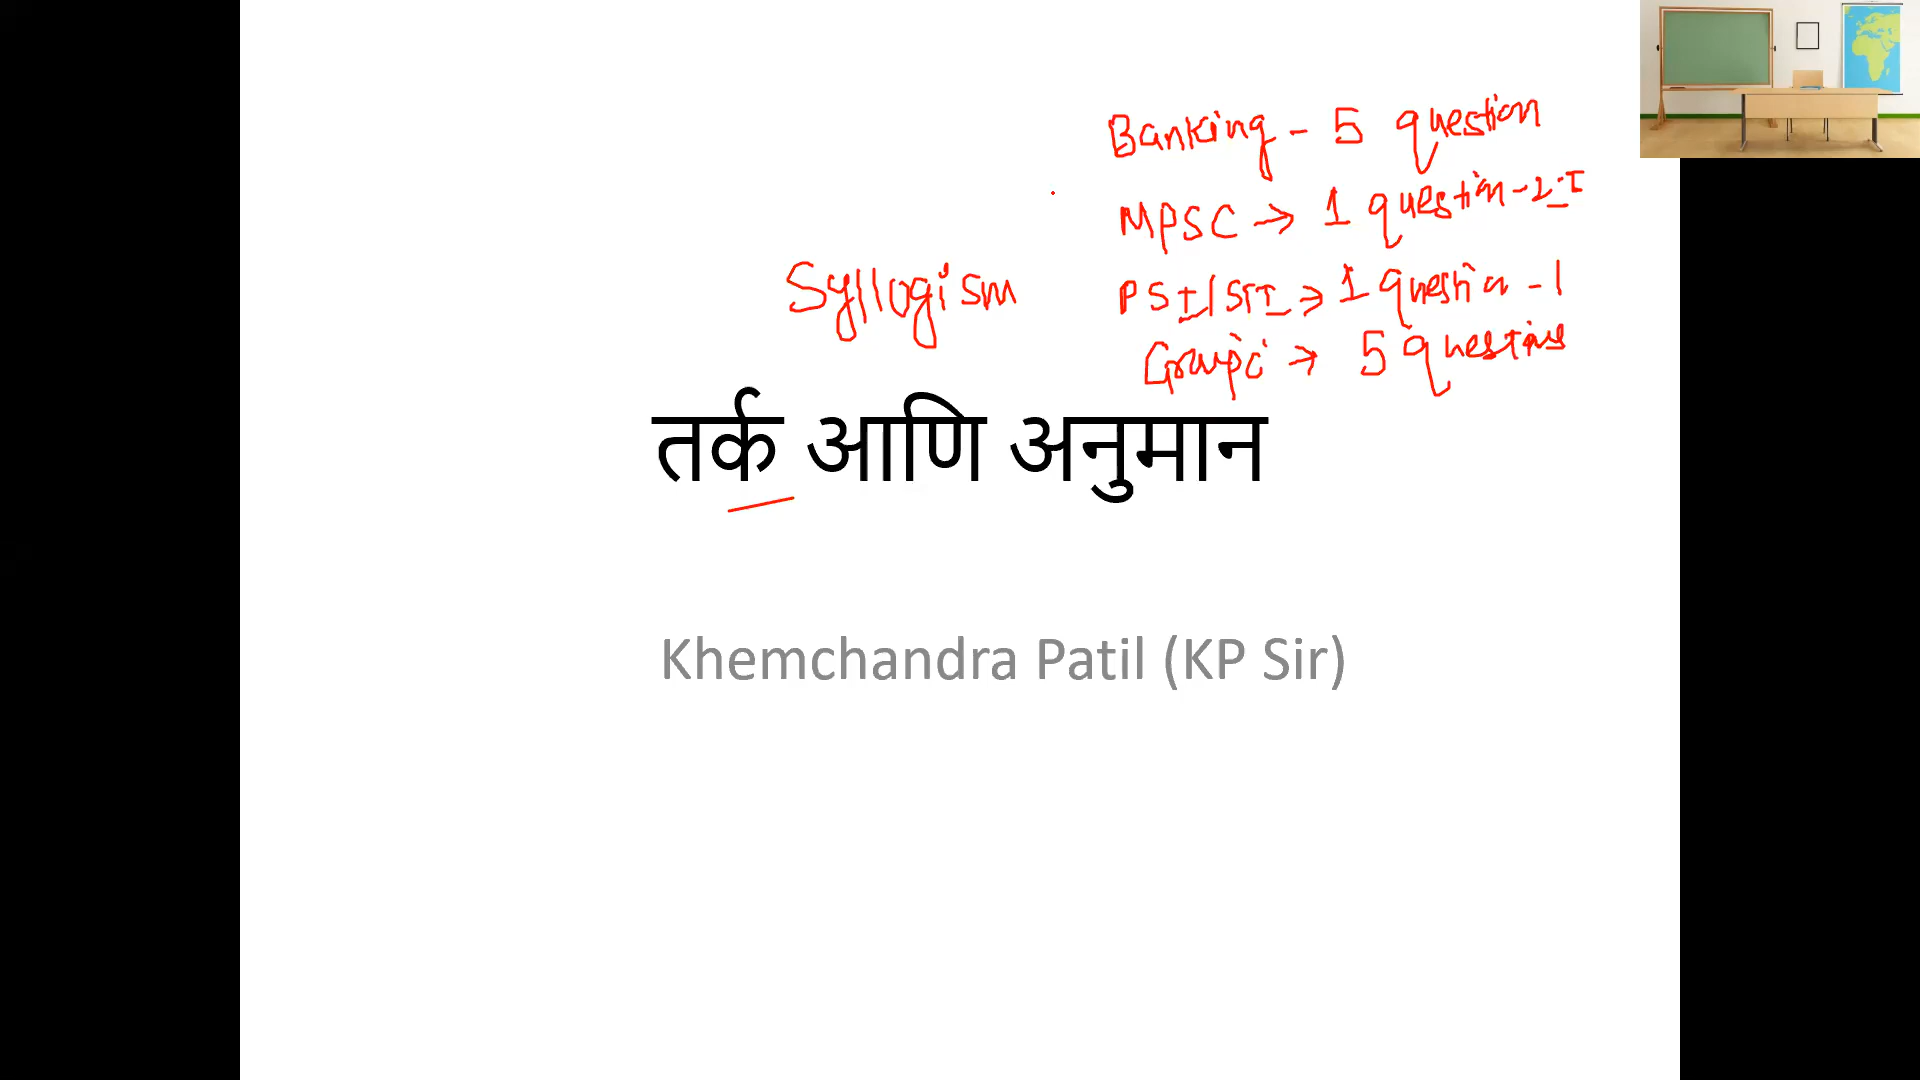 Banking - 5 question
MPSC → 1 question - 2
Syllogism
PSI/STI → 1 question - 1
Group c → 5 questions
तर्क आणि अनुमान
Khemchandra Patil (KP Sir)